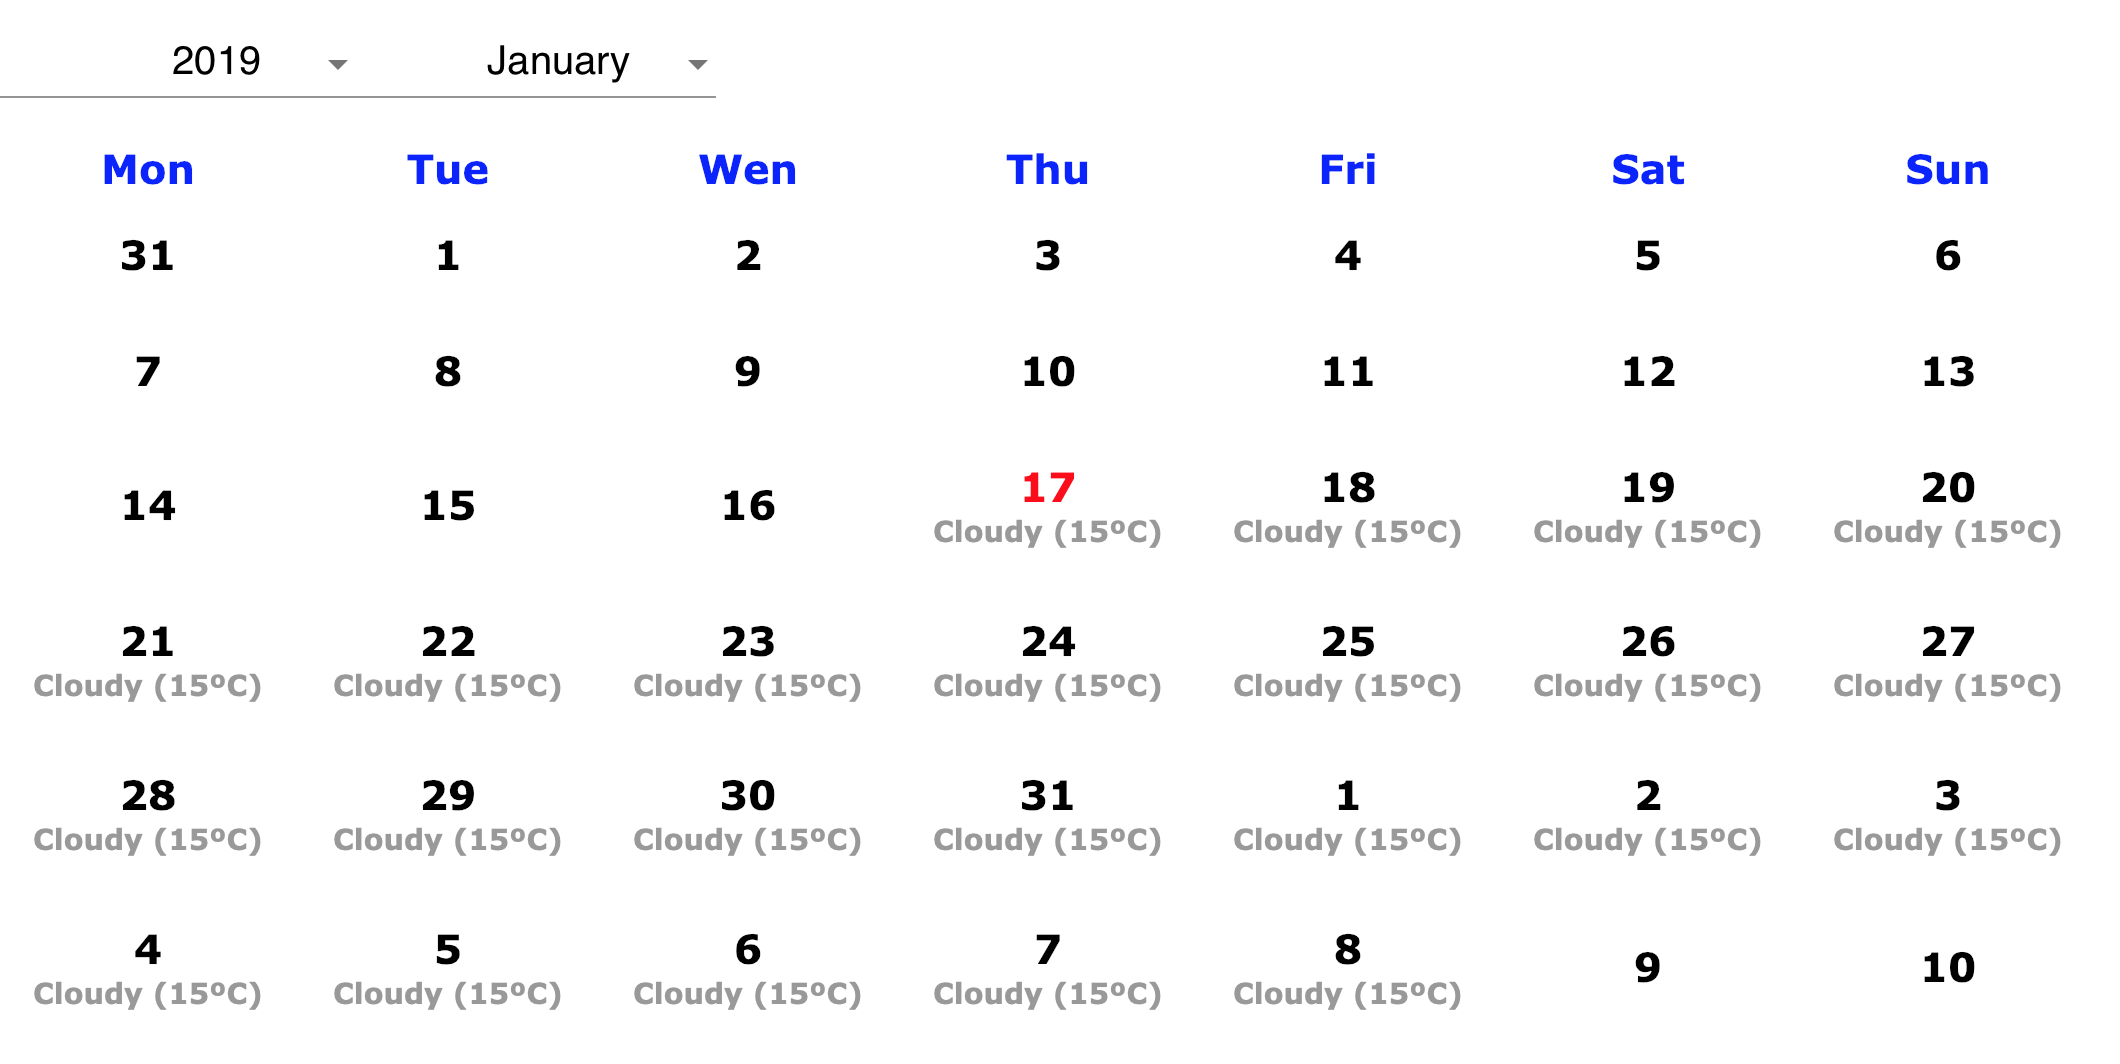 2019 January
Mon Tue Wen Thu Fri Sat Sun
31 1 2 3 4 5 6
7 8 9 10 11 12 13
14 15 16 17 18 19 20
Cloudy (15ºC) Cloudy (15ºC) Cloudy (15ºC) Cloudy (15ºC)
21 22 23 24 25 26 27
Cloudy (15ºC) Cloudy (15ºC) Cloudy (15ºC) Cloudy (15ºC) Cloudy (15ºC) Cloudy (15ºC) Cloudy (15ºC)
28 29 30 31 1 2 3
Cloudy (15ºC) Cloudy (15ºC) Cloudy (15ºC) Cloudy (15ºC) Cloudy (15ºC) Cloudy (15ºC) Cloudy (15ºC)
4 5 6 7 8 9 10
Cloudy (15ºC) Cloudy (15ºC) Cloudy (15ºC) Cloudy (15ºC) Cloudy (15ºC)